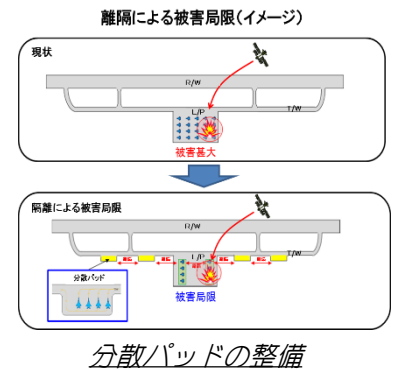 離隔による被害局限(イメージ)
現状
R/W
T/W
L/P
被害甚大
隔離による被害局限
R/W
T/W
L/P
分散パッド
被害局限
分散パッドの整備